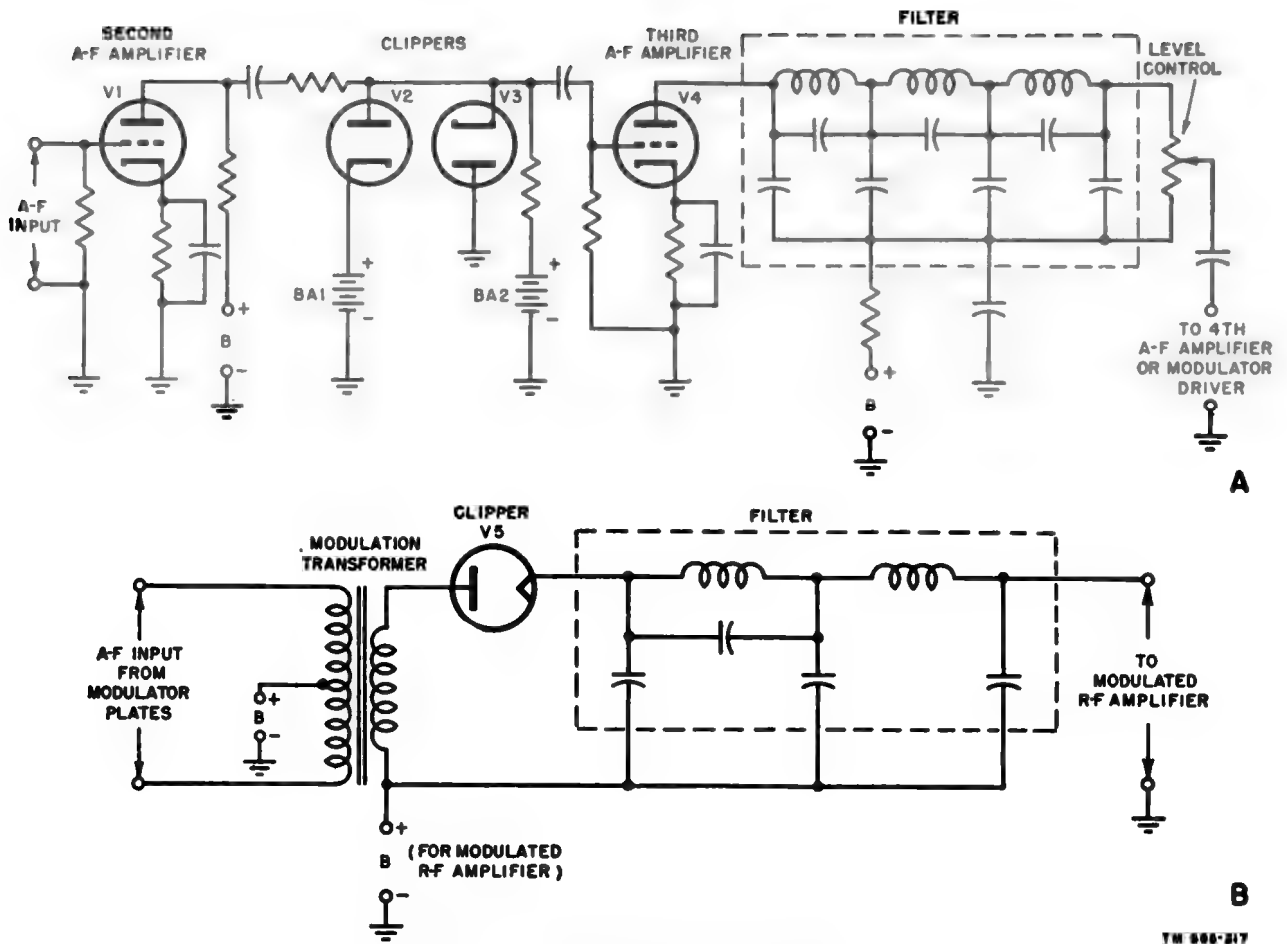 SECOND
A-F AMPLIFIER
CLIPPERS
THIRD
A-F AMPLIFIER
FILTER
LEVEL
CONTROL
V1
V2
V3
V4
A-F
INPUT
BA1
+
-
BA2
+
-
+
B
-
+
B
-
TO 4TH
A-F AMPLIFIER
OR MODULATOR
DRIVER
A
CLIPPER
V5
FILTER
MODULATION
TRANSFORMER
A-F INPUT
FROM
MODULATOR
PLATES
+
B
-
TO
MODULATED
R-F AMPLIFIER
+
B
-
(FOR MODULATED
R-F AMPLIFIER)
B
TM